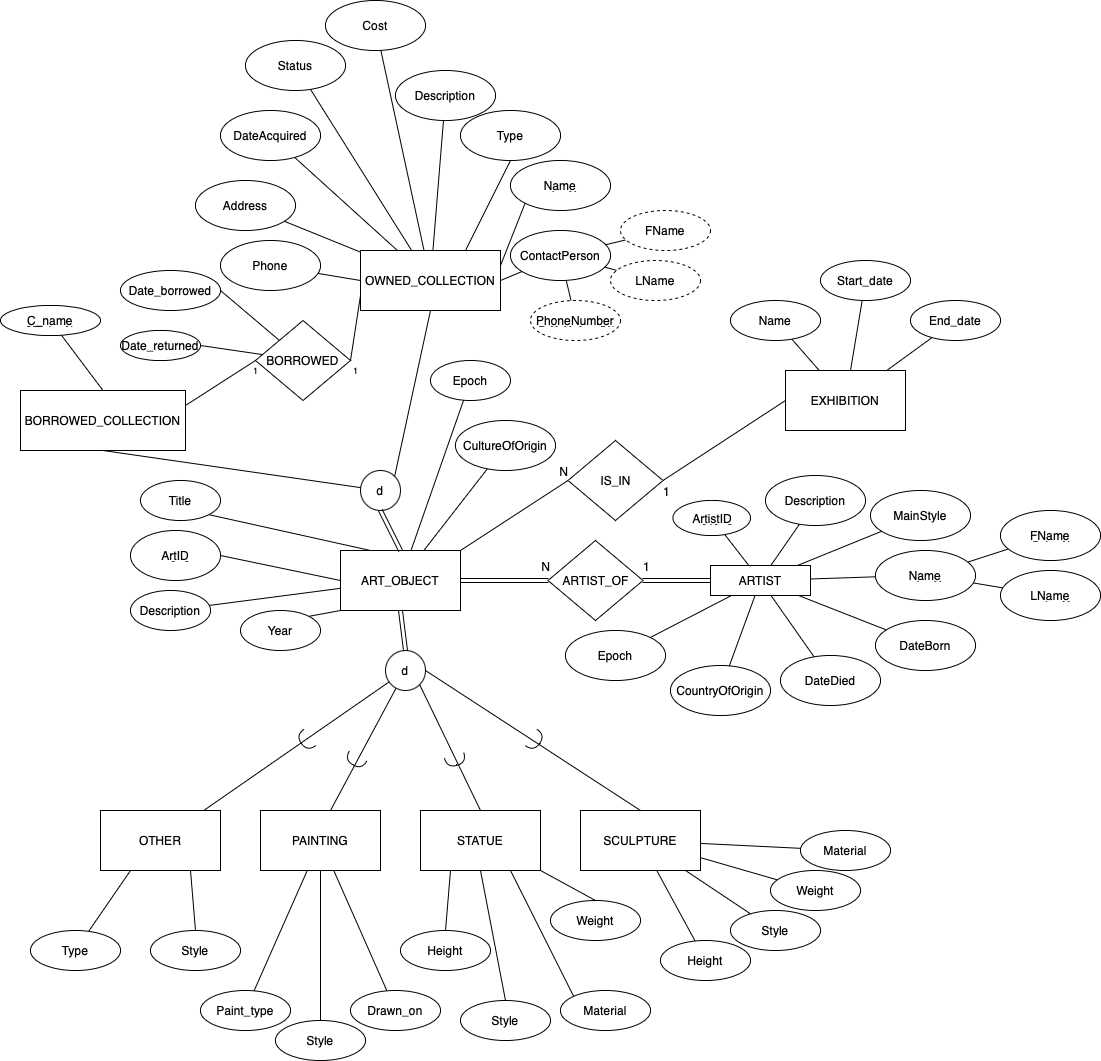 Cost
Status
Description
DateAcquired
Type
Name
Address
FName
ContactPerson
Phone
OWNED_COLLECTION
LName
Start_date
Date_borrowed
C_name
PhoneNumber
Name
End_date
Date_returned
BORROWED
1
1
Epoch
EXHIBITION
BORROWED_COLLECTION
CultureOfOrigin
N
IS_IN
1
d
Title
Description
ArtistID
MainStyle
FName
ArtID
ART_OBJECT
N
ARTIST_OF
1
ARTIST
Name
LName
Description
Year
Epoch
DateBorn
d
CountryOfOrigin
DateDied
OTHER
PAINTING
STATUE
SCULPTURE
Material
Weight
Weight
Style
Type
Style
Height
Height
Paint_type
Drawn_on
Style
Material
Style